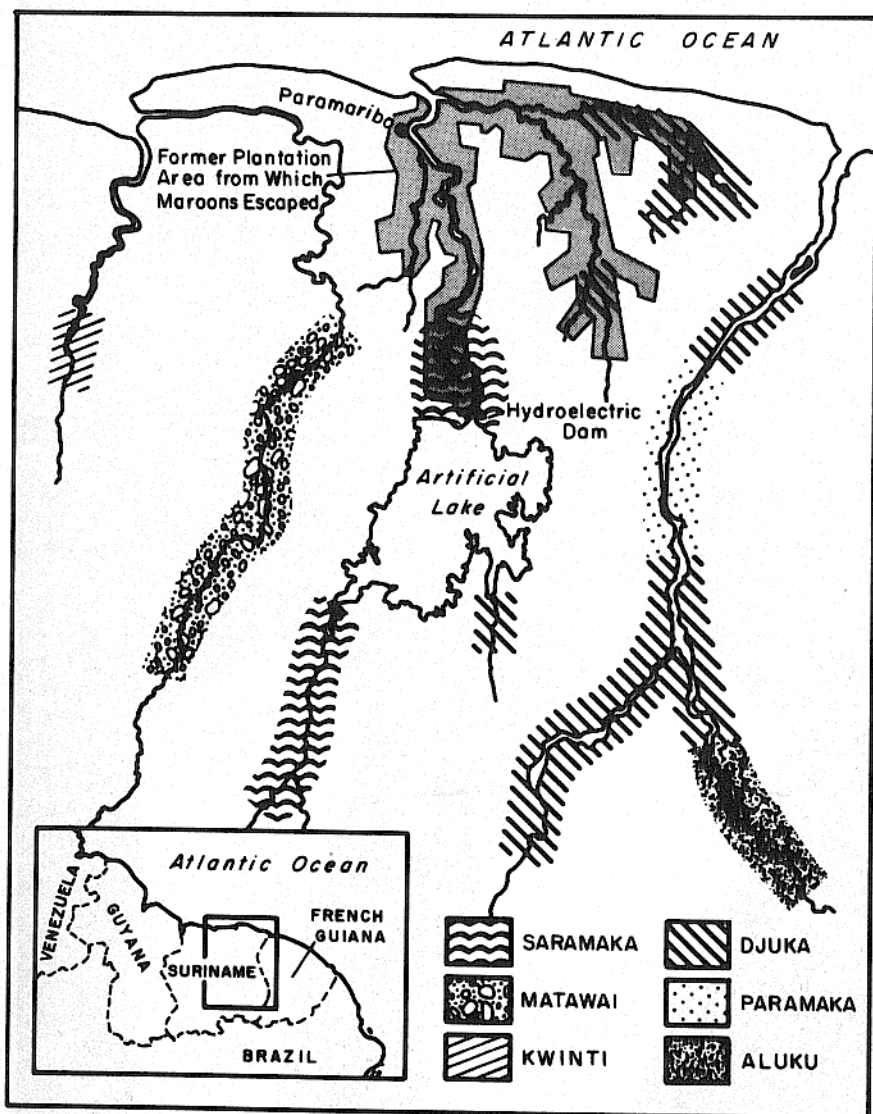 ATLANTIC OCEAN
Paramaribo
Former Plantation
Area from Which
Maroons Escaped
Hydroelectric
Dam
Artificial
Lake
Atlantic Ocean
VENEZUELA
GUYANA
SURINAME
FRENCH
GUIANA
BRAZIL
SARAMAKA
MATAWAI
KWINTI
DJUKA
PARAMAKA
ALUKU